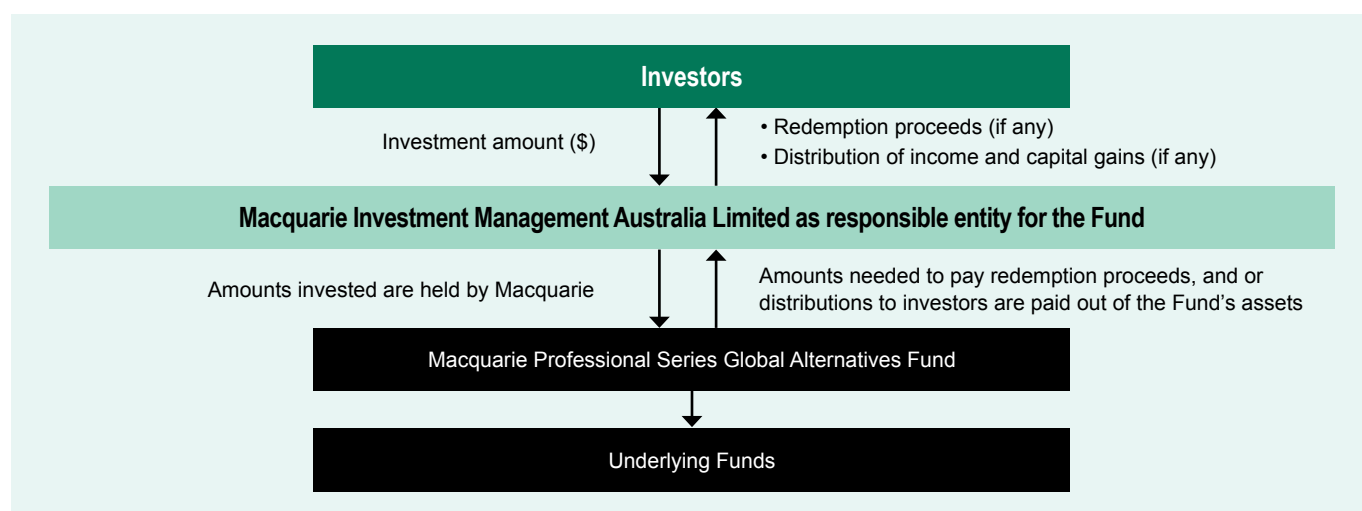 Investors
Investment amount ($)
• Redemption proceeds (if any)
• Distribution of income and capital gains (if any)
Macquarie Investment Management Australia Limited as responsible entity for the Fund
Amounts invested are held by Macquarie
Amounts needed to pay redemption proceeds, and or
distributions to investors are paid out of the Fund’s assets
Macquarie Professional Series Global Alternatives Fund
Underlying Funds